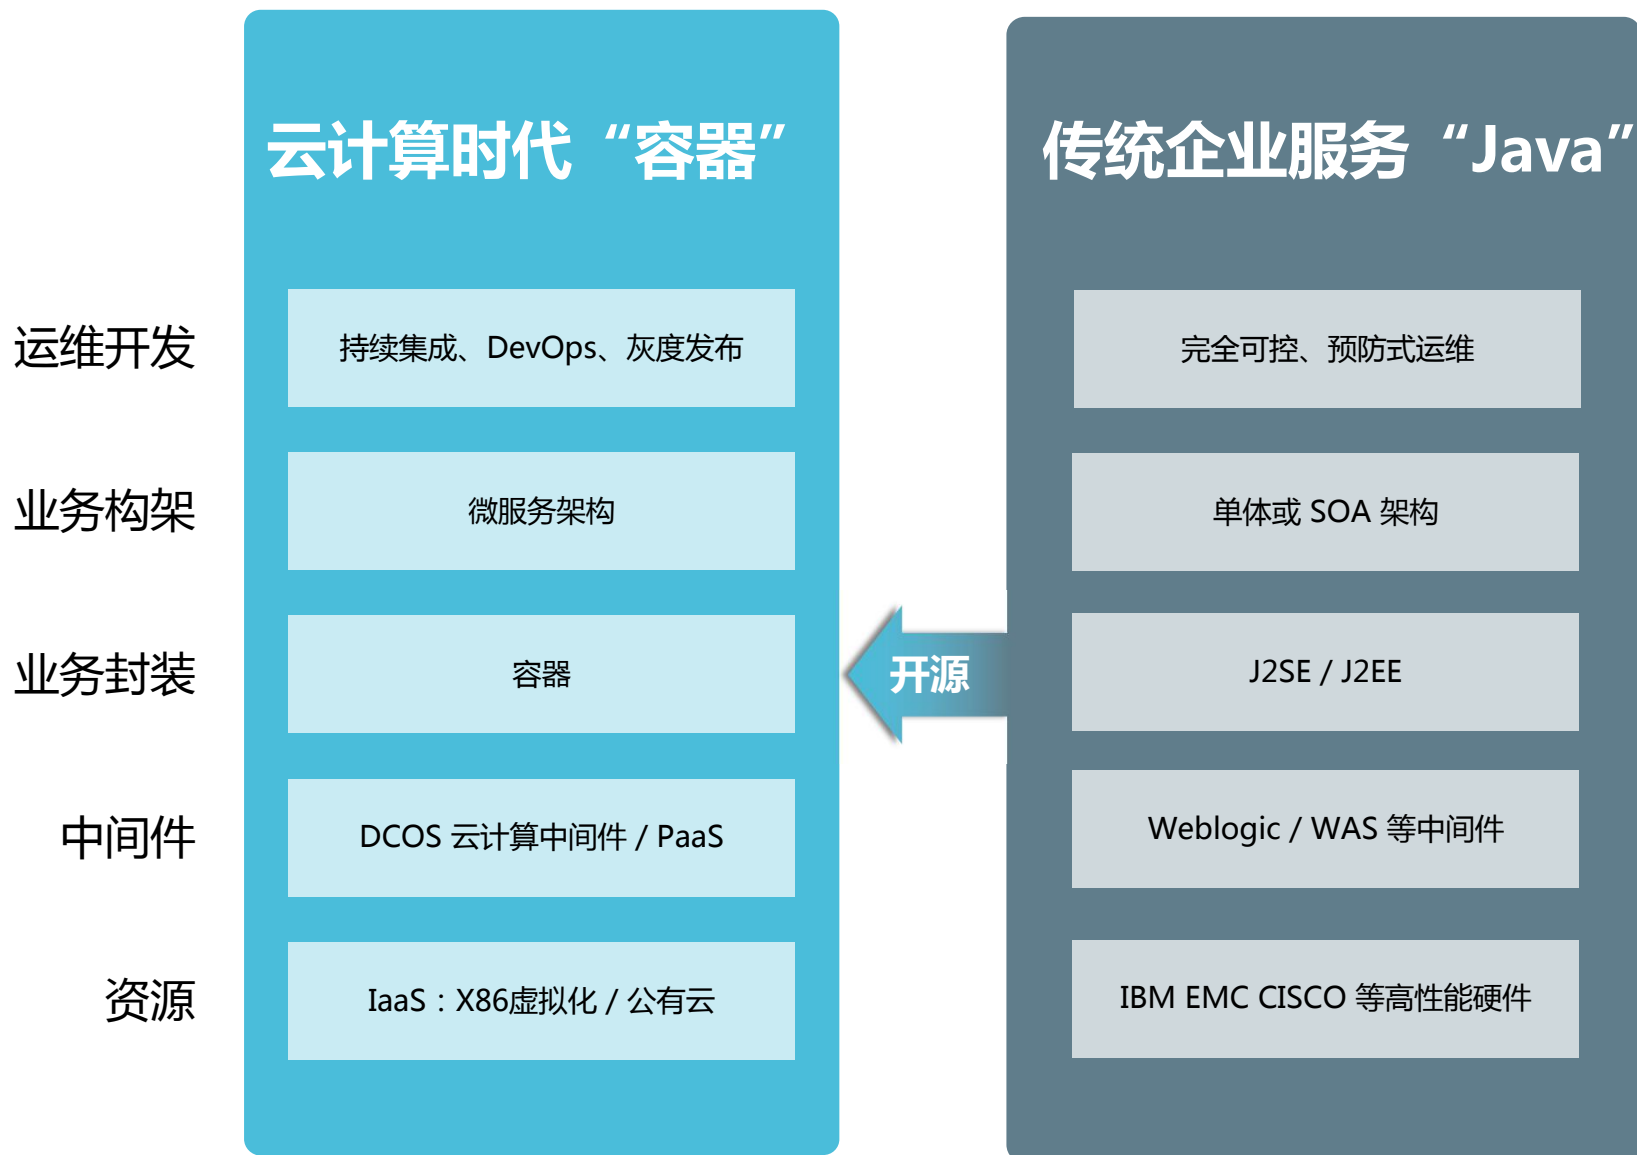 云计算时代“容器”
传统企业服务“Java”
运维开发
持续集成、DevOps、灰度发布
完全可控、预防式运维
业务构架
微服务架构
单体或 SOA 架构
业务封装
容器
开源
J2SE / J2EE
中间件
DCOS 云计算中间件 / PaaS
Weblogic / WAS 等中间件
资源
IaaS：X86虚拟化 / 公有云
IBM EMC CISCO 等高性能硬件